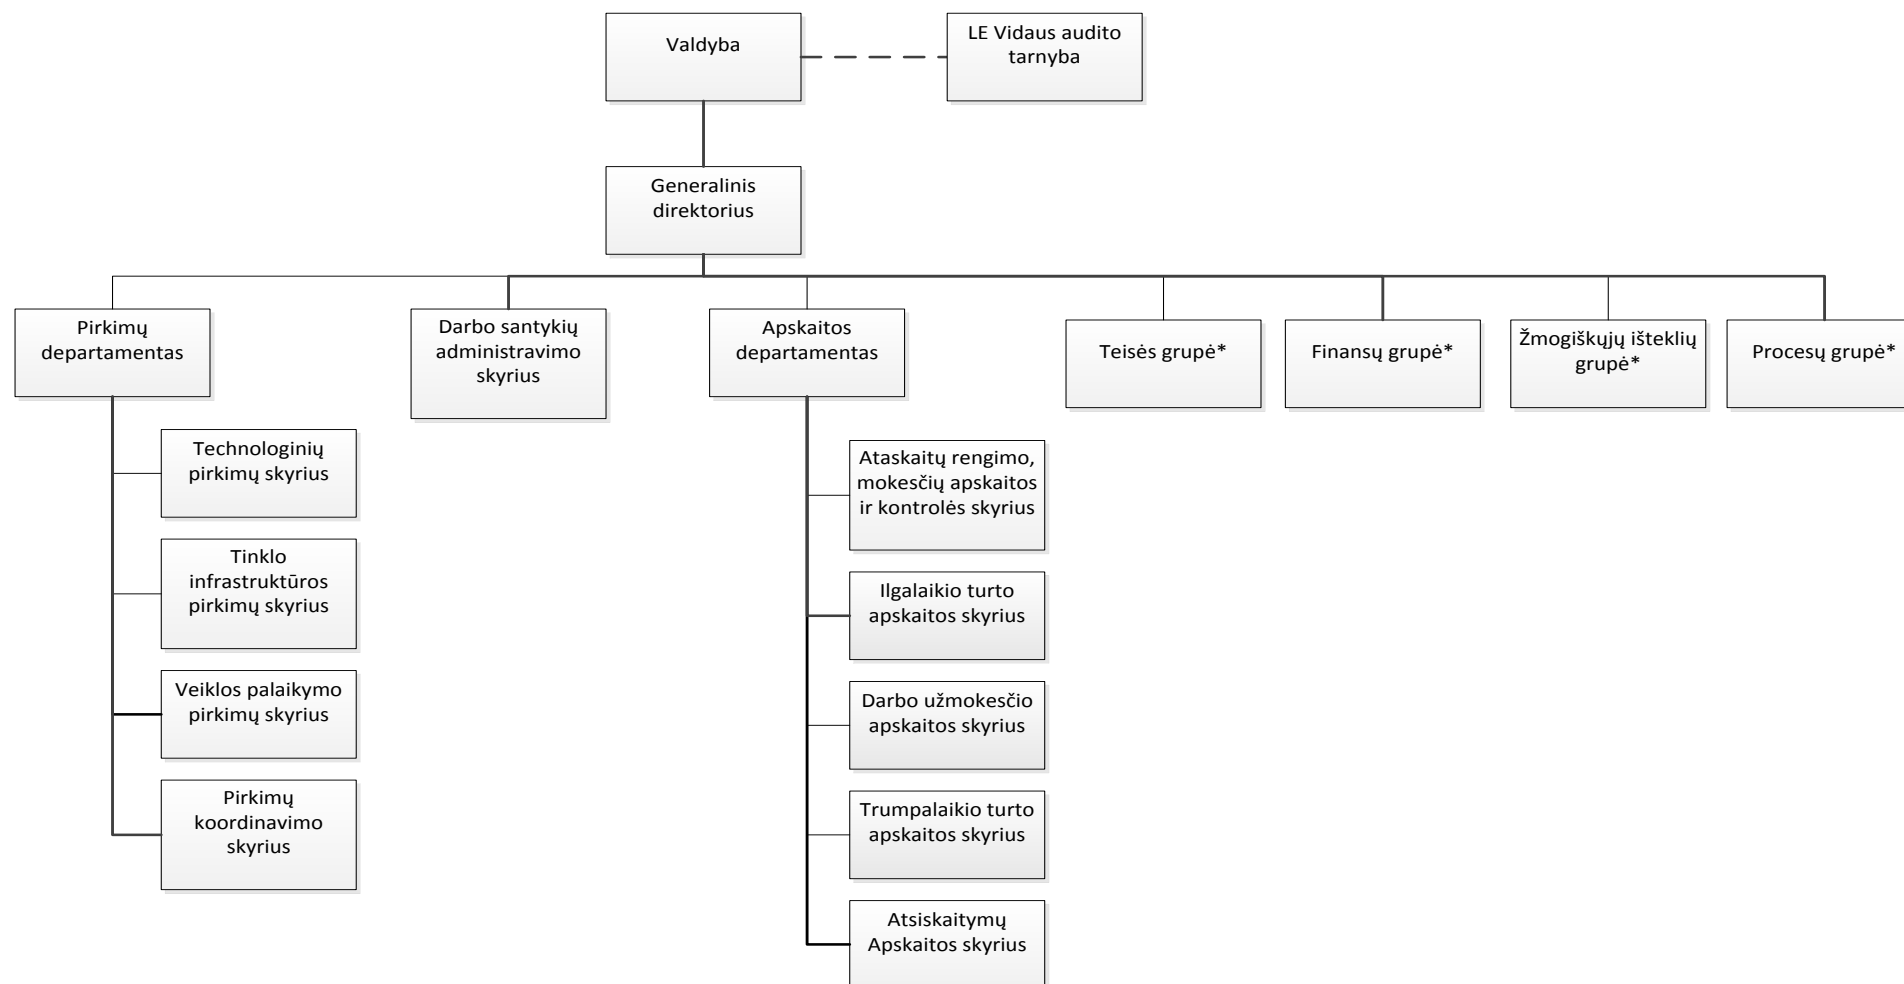 Valdyba
LE Vidaus audito
tarnyba
Generalinis
direktorius
Pirkimų
departamentas
Darbo santykių
administravimo
skyrius
Apskaitos
departamentas
Teisės grupė*
Finansų grupė*
Žmogiškųjų išteklių
grupė*
Procesų grupė*
Technologinių
pirkimų skyrius
Tinklo
infrastruktūros
pirkimų skyrius
Veiklos palaikymo
pirkimų skyrius
Pirkimų
koordinavimo
skyrius
Ataskaitų rengimo,
mokesčių apskaitos
ir kontrolės skyrius
Ilgalaikio turto
apskaitos skyrius
Darbo užmokesčio
apskaitos skyrius
Trumpalaikio turto
apskaitos skyrius
Atsiskaitymų
Apskaitos skyrius